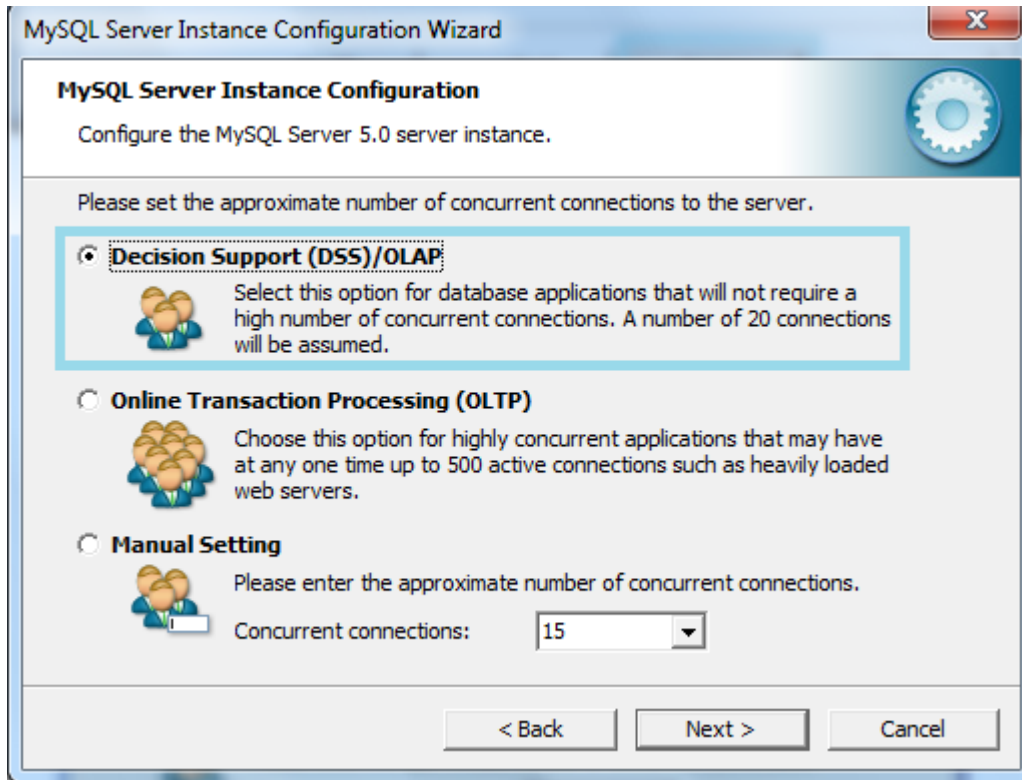 MySQL Server Instance Configuration Wizard
MySQL Server Instance Configuration
Configure the MySQL Server 5.0 server instance.
Please set the approximate number of concurrent connections to the server.
Decision Support (DSS)/OLAP
Select this option for database applications that will not require a
high number of concurrent connections. A number of 20 connections
will be assumed.
Online Transaction Processing (OLTP)
Choose this option for highly concurrent applications that may have
at any one time up to 500 active connections such as heavily loaded
web servers.
Manual Setting
Please enter the approximate number of concurrent connections.
Concurrent connections: 15
< Back Next > Cancel